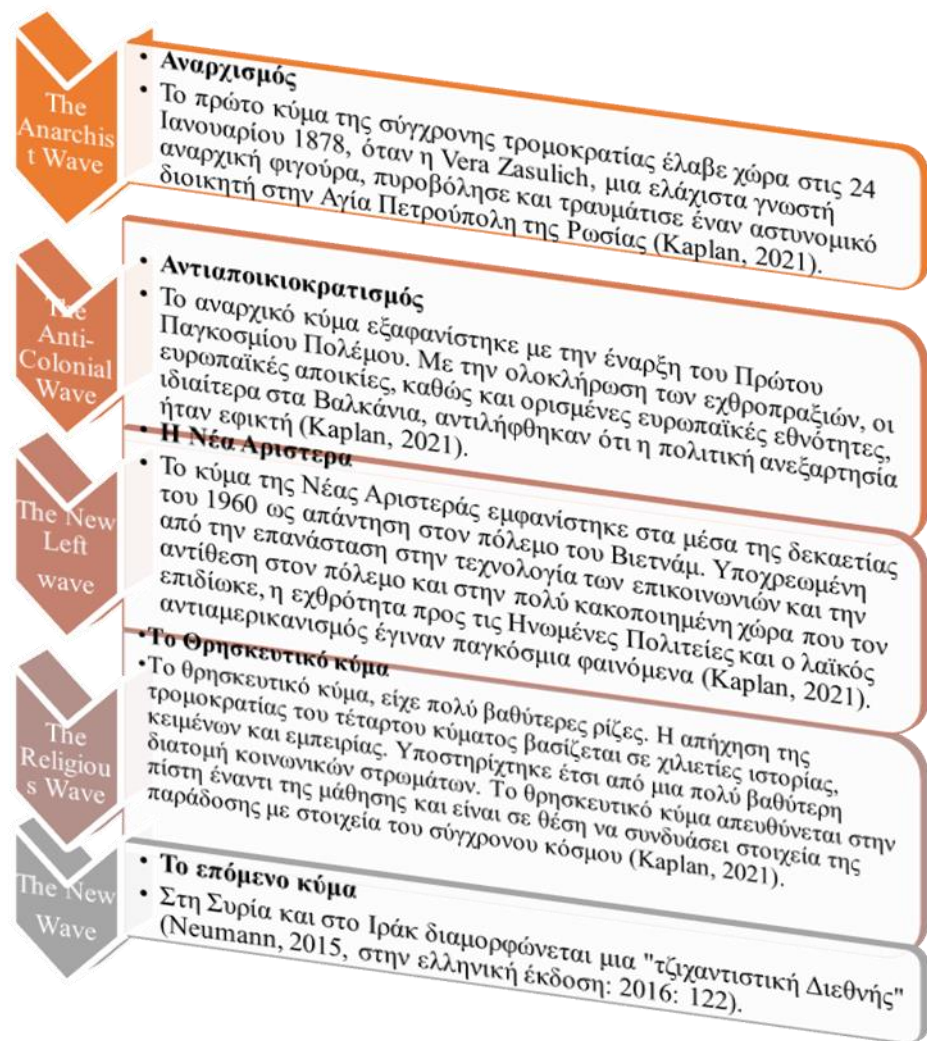 The
Anarchis
t Wave
• Αναρχισμός
• Το πρώτο κύμα της σύγχρονης τρομοκρατίας έλαβε χώρα στις 24
Ιανουαρίου 1878, όταν η Vera Zasulich, μια ελάχιστα γνωστή
αναρχική φιγούρα, πυροβόλησε και τραυμάτισε έναν αστυνομικό
διοικητή στην Αγία Πετρούπολη της Ρωσίας (Kaplan, 2021).
The
Anti-
Colonial
Wave
• Αντιαποικιοκρατισμός
• Το αναρχικό κύμα εξαφανίστηκε με την έναρξη του Πρώτου
Παγκοσμίου Πολέμου. Με την ολοκλήρωση των εχθροπραξιών, οι
ευρωπαϊκές αποικίες, καθώς και ορισμένες ευρωπαϊκές εθνότητες,
ιδιαίτερα στα Βαλκάνια, αντιλήφθηκαν ότι η πολιτική ανεξαρτησία
ήταν εφικτή (Kaplan, 2021).
The New
Left
wave
• Η Νέα Αριστερα
• Το κύμα της Νέας Αριστεράς εμφανίστηκε στα μέσα της δεκαετίας
του 1960 ως απάντηση στον πόλεμο του Βιετνάμ. Υποχρεωμένη
από την επανάσταση στην τεχνολογία των επικοινωνιών και την
αντίθεση στον πόλεμο και στην πολύ κακοποιημένη χώρα που τον
επιδίωκε, η εχθρότητα προς τις Ηνωμένες Πολιτείες και ο λαϊκός
αντιαμερικανισμός έγιναν παγκόσμια φαινόμενα (Kaplan, 2021).
The
Religiou
s Wave
•Το Θρησκευτικό κύμα
•Το θρησκευτικό κύμα, είχε πολύ βαθύτερες ρίζες. Η απήχηση της
τρομοκρατίας του τέταρτου κύματος βασίζεται σε χιλιετίες ιστορίας,
κειμένων και εμπειρίας. Υποστηρίχτηκε έτσι από μια πολύ βαθύτερη
διατομή κοινωνικών στρωμάτων. Το θρησκευτικό κύμα απευθύνεται στην
πίστη έναντι της μάθησης και είναι σε θέση να συνδυάσει στοιχεία της
παράδοσης με στοιχεία του σύγχρονου κόσμου (Kaplan, 2021).
The New
Wave
• Το επόμενο κύμα
• Στη Συρία και στο Ιράκ διαμορφώνεται μια "τζιχαντιστική Διεθνής"
(Neumann, 2015, στην ελληνική έκδοση: 2016: 122).